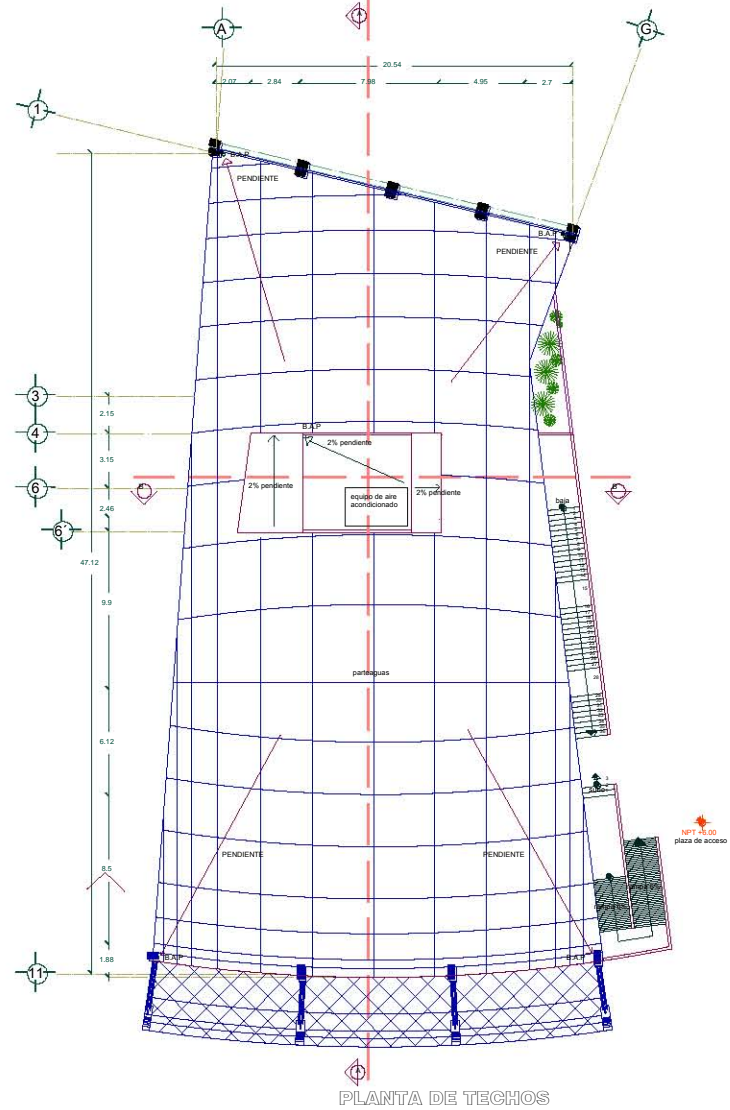 A
A
G
20.54
2.07 2.84 7.98 4.95 2.7
1
B.A.P
PENDIENTE
B.A.P
PENDIENTE
3
2.15
4
B.A.P
2% pendiente
3.15
6
2% pendiente
equipo de aire
acondicionado
2% pendiente
B
B
baja
2.46
6´
47.12
9.9
15
28
parteaguas
6.12
NPT +6.00
plaza de acceso
PENDIENTE
PENDIENTE
8.5
B.A.P
B.A.P
1.88
11
A
PLANTA DE TECHOS